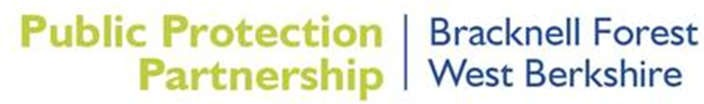 Public Protection
Partnership
Bracknell Forest
West Berkshire